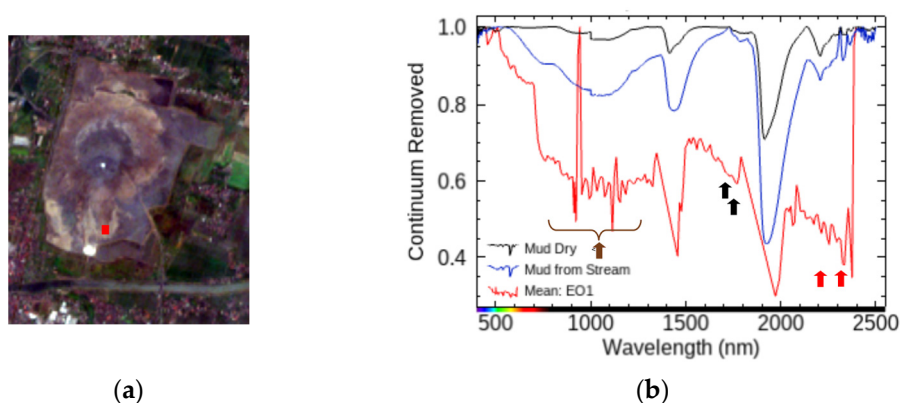 1.0
0.8
0.6
0.4
Continuum Removed
Mud Dry
Mud from Stream
Mean: EO1
500 1000 1500 2000 2500
Wavelength (nm)
(a) (b)